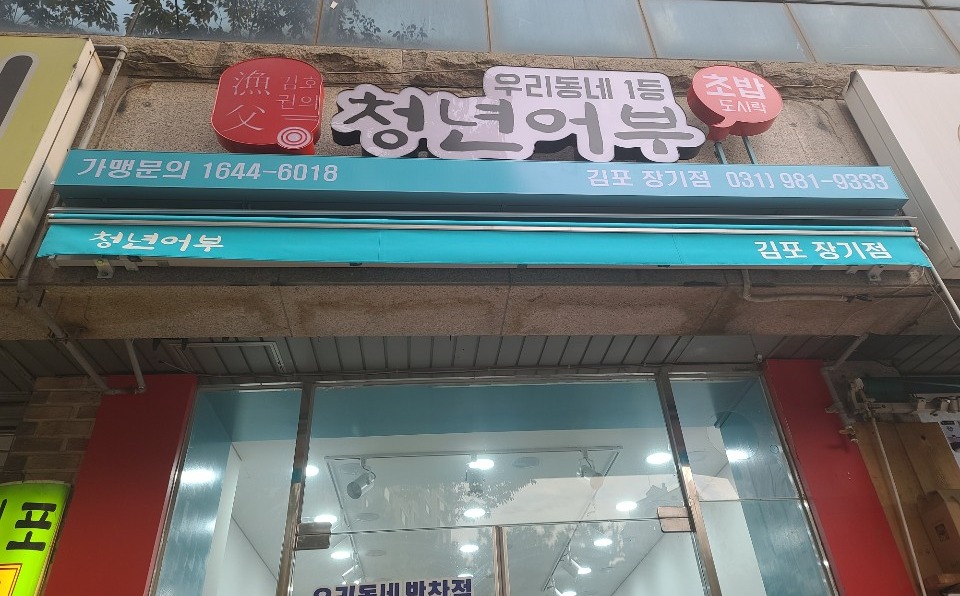 漁父
김호권의
우리동네 1등
청년어부
초밥
도시락
가맹문의 1644-6018
김포 장기점 031) 981-9333
청년어부
김포 장기점
포
우리동네 반찬점